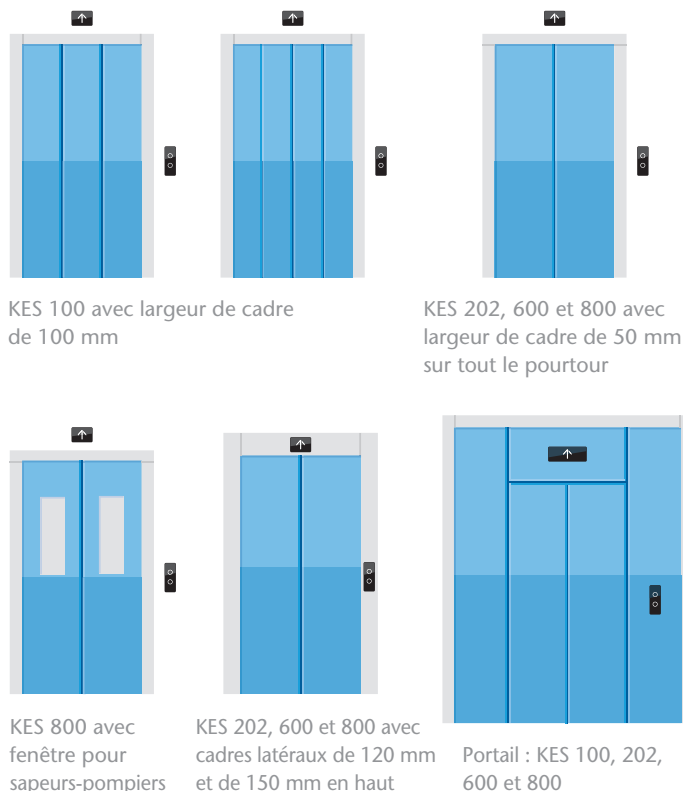 KES 100 avec largeur de cadre
de 100 mm
KES 202, 600 et 800 avec
largeur de cadre de 50 mm
sur tout le pourtour
KES 800 avec
fenêtre pour
sapeurs-pompiers
KES 202, 600 et 800 avec
cadres latéraux de 120 mm
et de 150 mm en haut
Portail : KES 100, 202,
600 et 800